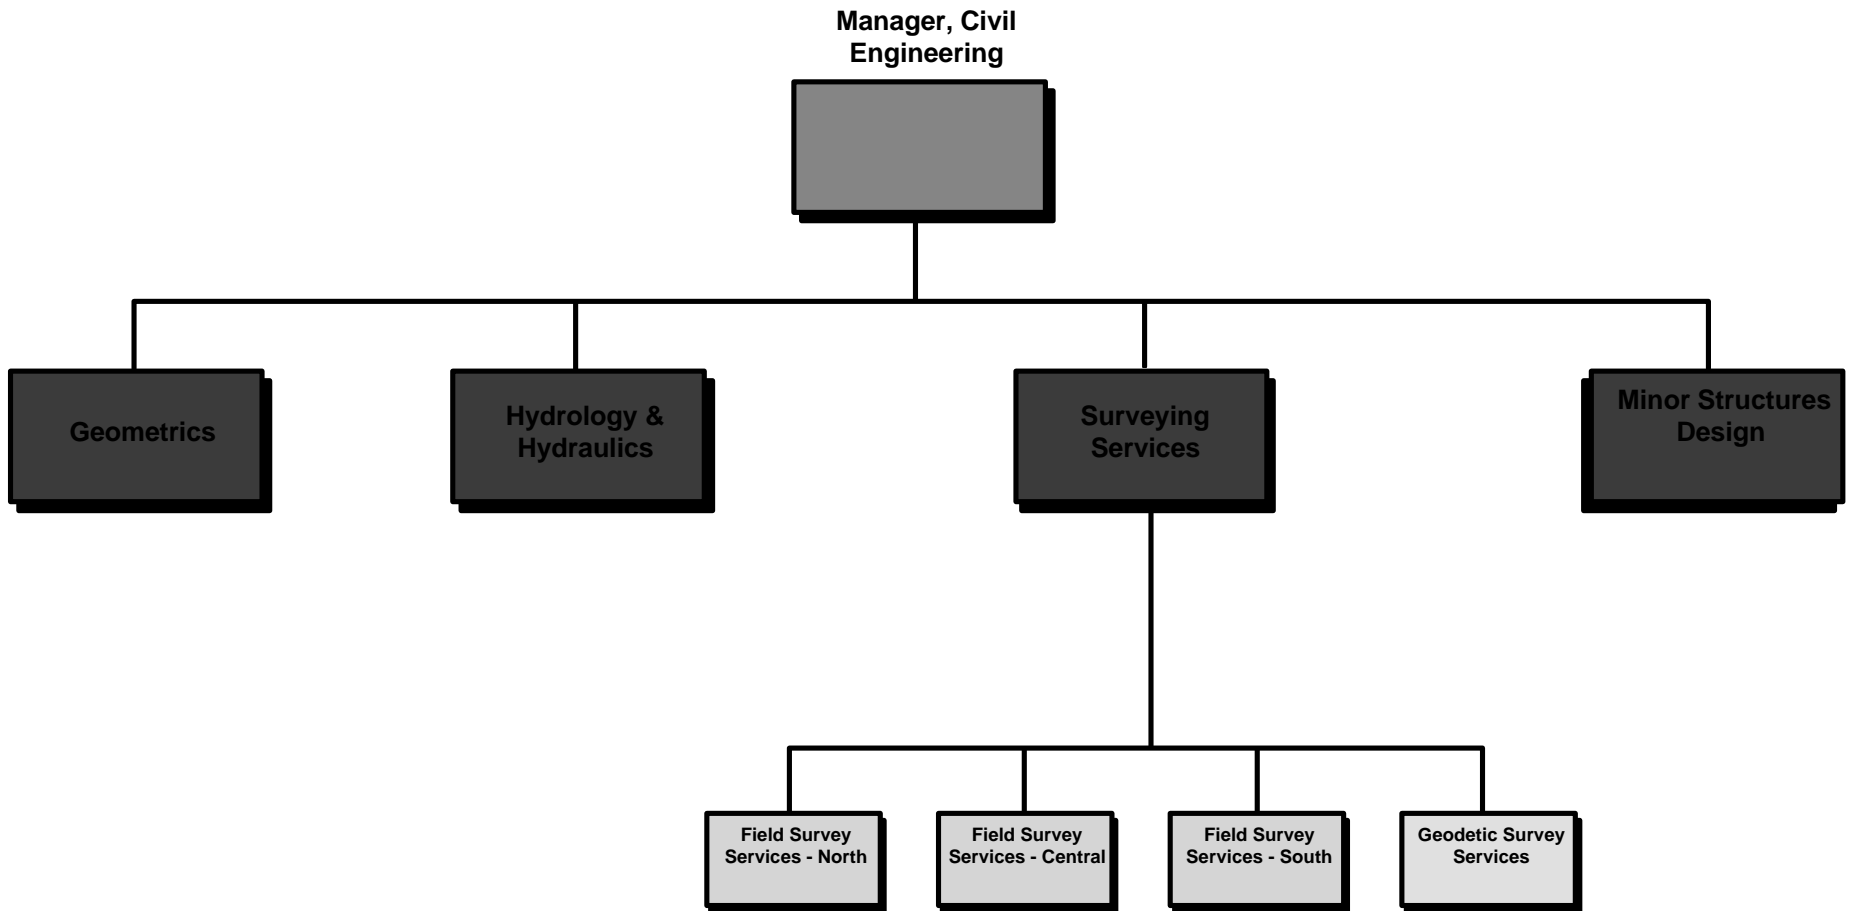 Manager, Civil
Engineering
Geometrics
Hydrology &
Hydraulics
Surveying
Services
Minor Structures
Design
Field Survey
Services - North
Field Survey
Services - Central
Field Survey
Services - South
Geodetic Survey
Services